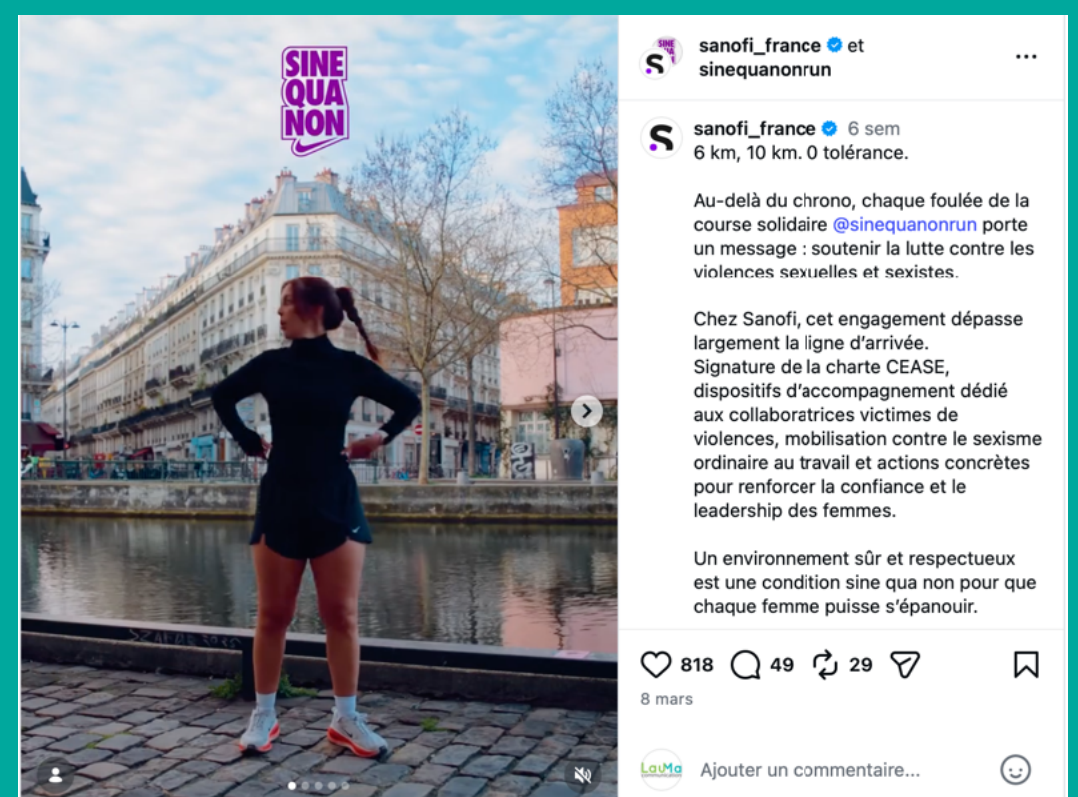 SINE
QUA
NON
sanofi_france et
sinequanonrun
sanofi_france 6 sem
6 km, 10 km. 0 tolérance.
Au-delà du chrono, chaque foulée de la
course solidaire @sinequanonrun porte
un message : soutenir la lutte contre les
violences sexuelles et sexistes.
Chez Sanofi, cet engagement dépasse
largement la ligne d'arrivée.
Signature de la charte CEASE,
dispositifs d'accompagnement dédié
aux collaboratrices victimes de
violences, mobilisation contre le sexisme
ordinaire au travail et actions concrètes
pour renforcer la confiance et le
leadership des femmes.
Un environnement sûr et respectueux
est une condition sine qua non pour que
chaque femme puisse s'épanouir.
818 49 29
8 mars
LauMa
Ajouter un commentaire...